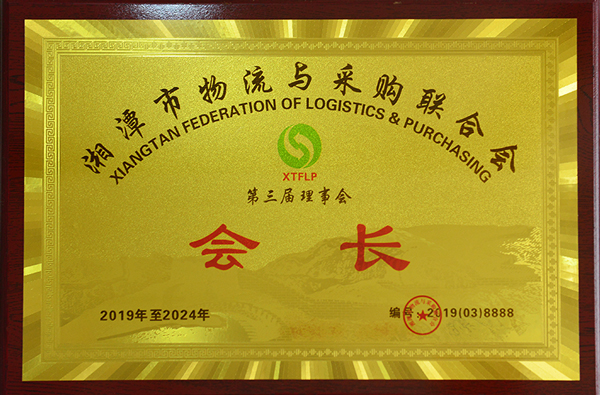 湘潭市物流与采购联合会
XIANGTAN FEDERATION OF LOGISTICS & PURCHASING
XTFLP
第三届理事会
会长
2019年至2024年
编号:2019(03)8888